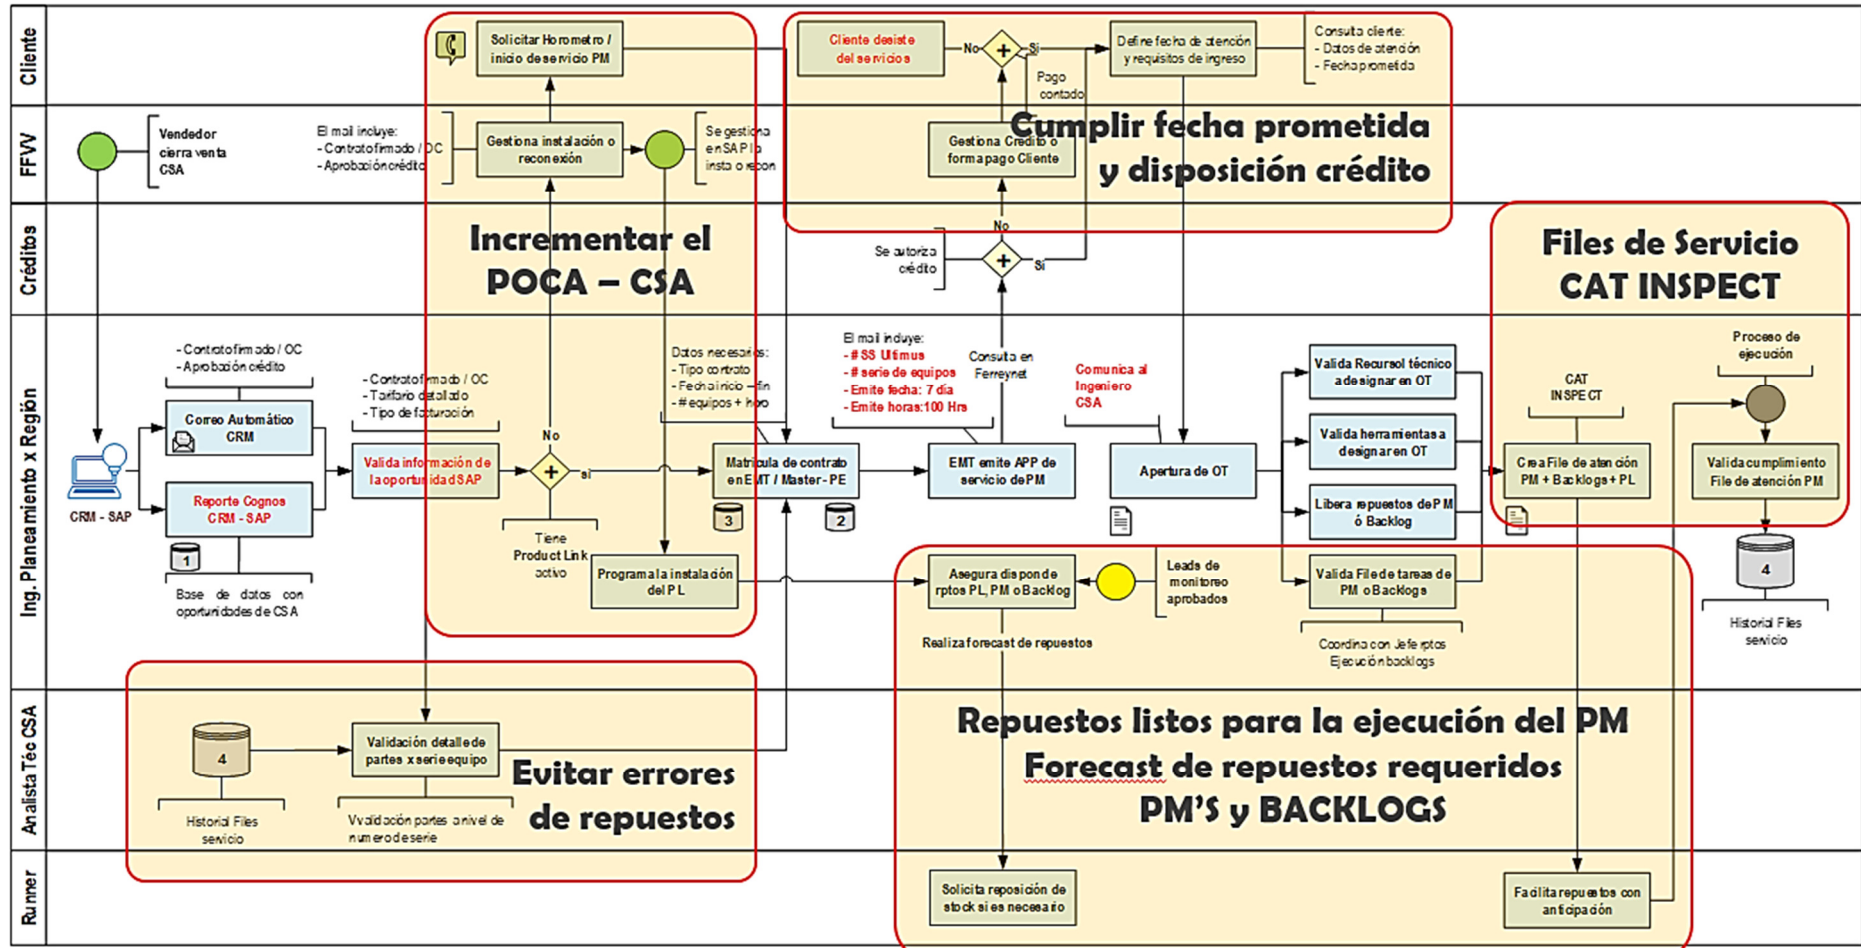 Cliente
Solicitar Horometro /
inicio de servicio PM
Cliente desiste
del servicios
No
Si
Pago
contado
Define fecha de atención
y requisitos de ingreso
Consulta cliente:
- Datos de atención
- Fecha prometida
FFVV
Vendedor
cierra venta
CSA
El mail incluye:
- Contrato firmado / OC
- Aprobación crédito
Gestiona instalación o
reconexión
Se gestiona
en SAP la
insta o recon
Gestiona Crédito o
forma pago Cliente
Cumplir fecha prometida
y disposición crédito
Créditos
Incrementar el
POCA – CSA
Se autoriza
crédito
No
Si
Files de Servicio
CAT INSPECT
Ing. Planeamiento x Región
CRM - SAP
- Contrato firmado / OC
- Aprobación crédito
Correo Automático
CRM
Reporte Cognos
CRM - SAP
1
Base de datos con
oportunidades de CSA
- Contrato firmado / OC
- Tarifario detallado
- Tipo de facturación
Valida información de
la oportunidad SAP
No
si
Tiene
Product Link
activo
Programa la instalación
del PL
Datos necesarios:
- Tipo contrato
- Fecha inicio – fin
- # equipos + horo
Matricula de contrato
en EMT / Master - PE
3
2
El mail incluye:
- # SS Ultimus
- # serie de equipos
- Emite fecha: 7 día
- Emite horas:100 Hrs
EMT emite APP de
servicio de PM
Consulta en
Ferreynet
Comunica al
Ingeniero
CSA
Apertura de OT
Asegura dispon de
rptos PL, PM o Backlog
Leads de
monitoreo
aprobados
Realiza forecast de repuestos
Valida Recursol técnico
a designar en OT
Valida herramientas a
designar en OT
Libera repuestos de PM
ó Backlog
Valida File de tareas de
PM o Backlogs
Coordina con Jefe rptos
Ejecución backlogs
CAT
INSPECT
Crea File de atención
PM + Backlogs + PL
Proceso de
ejecución
Valida cumplimiento
File de atención PM
4
Historial Files
servicio
Analista Téc CSA
4
Historial Files
servicio
Validación detalle de
partes x serie equipo
Vvalidación partes a nivel de
numero de serie
Evitar errores
de repuestos
Repuestos listos para la ejecución del PM
Forecast de repuestos requeridos
PM'S y BACKLOGS
Runner
Solicita reposición de
stock si es necesario
Facilita repuestos con
anticipación